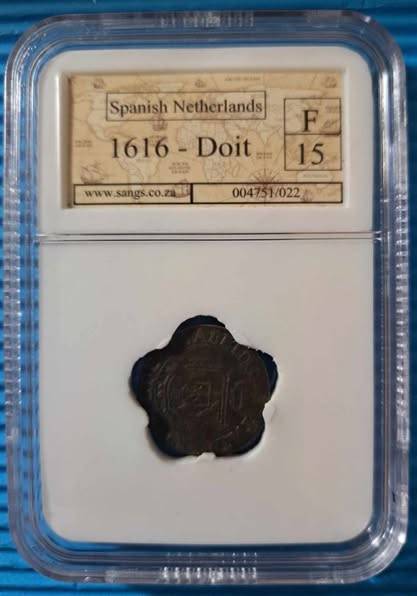 Spanish Netherlands
F
1616 - Doit
15
www.sangs.co.za
004751/022